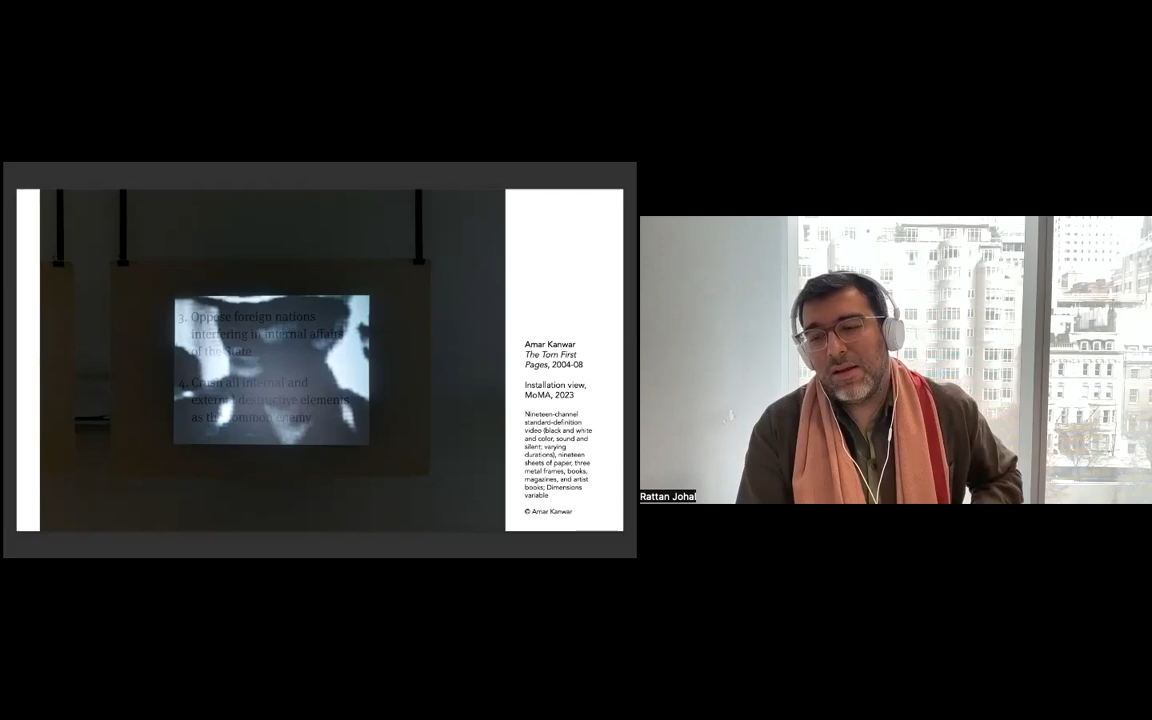 3. Oppose foreign nations
interfering in internal affairs
of the state
4. Crush all internal and
external destructive elements
as the common enemy
Amar Kanwar
The Torn First
Pages, 2004-08
Installation view,
MoMA, 2023
Nineteen-channel
standard-definition
video (black and white
and color, sound and
silent; varying
durations), nineteen
sheets of paper, three
metal frames, books,
magazines, and artist
books; Dimensions
variable
© Amar Kanwar
Rattan Johal